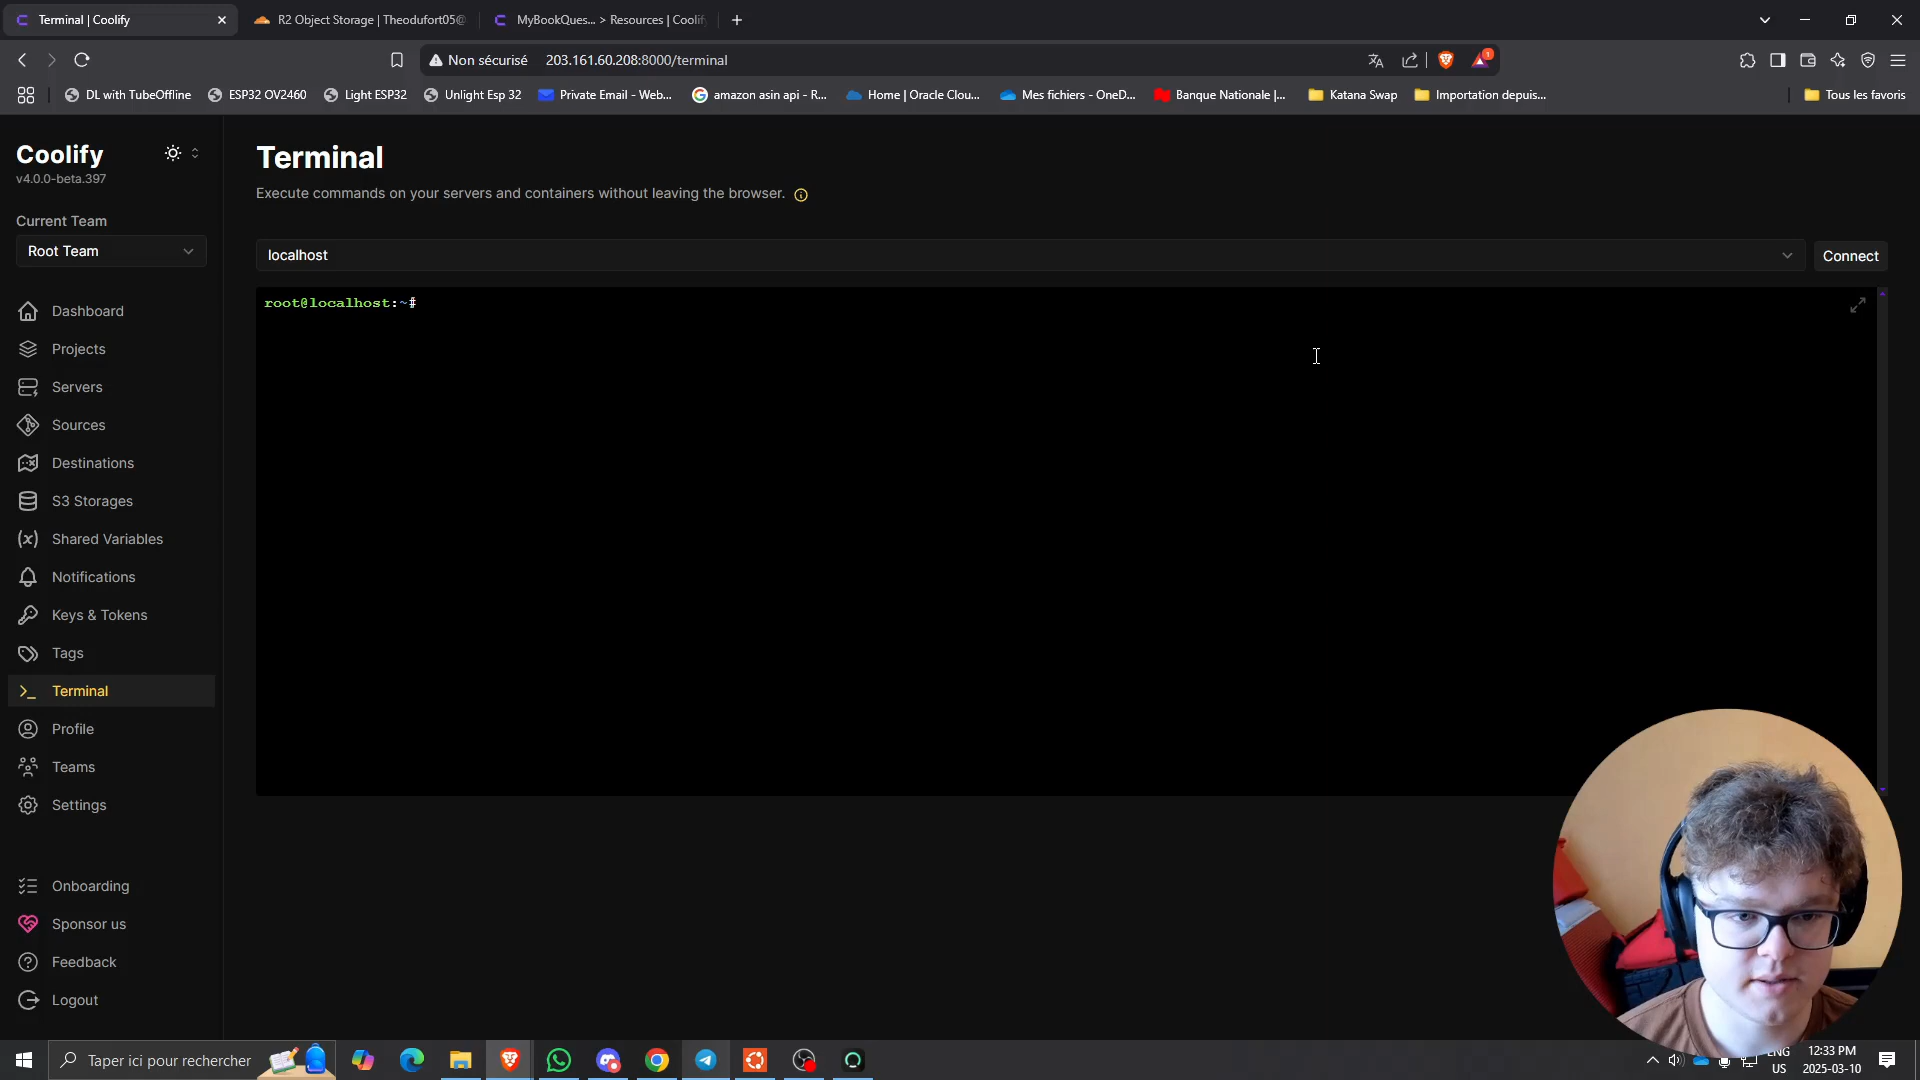 Terminal | Coolify
R2 Object Storage | Theodufort05@
MyBookQues... > Resources | Coolif
Non sécurisé
203.161.60.208:8000/terminal
1
DL with TubeOffline
ESP32 OV2460
Light ESP32
Unlight Esp 32
Private Email - Web...
amazon asin api - R...
Home | Oracle Clou...
Mes fichiers - OneD...
Banque Nationale |...
Katana Swap
Importation depuis...
Tous les favoris
Coolify
v4.0.0-beta.397
Current Team
Root Team
Dashboard
Projects
Servers
Sources
Destinations
S3 Storages
Shared Variables
Notifications
Keys & Tokens
Tags
Terminal
Profile
Teams
Settings
Onboarding
Sponsor us
Feedback
Logout
Terminal
Execute commands on your servers and containers without leaving the browser.
localhost
Connect
root@localhost:~#
Taper ici pour rechercher
ENG
US
12:33 PM
2025-03-10